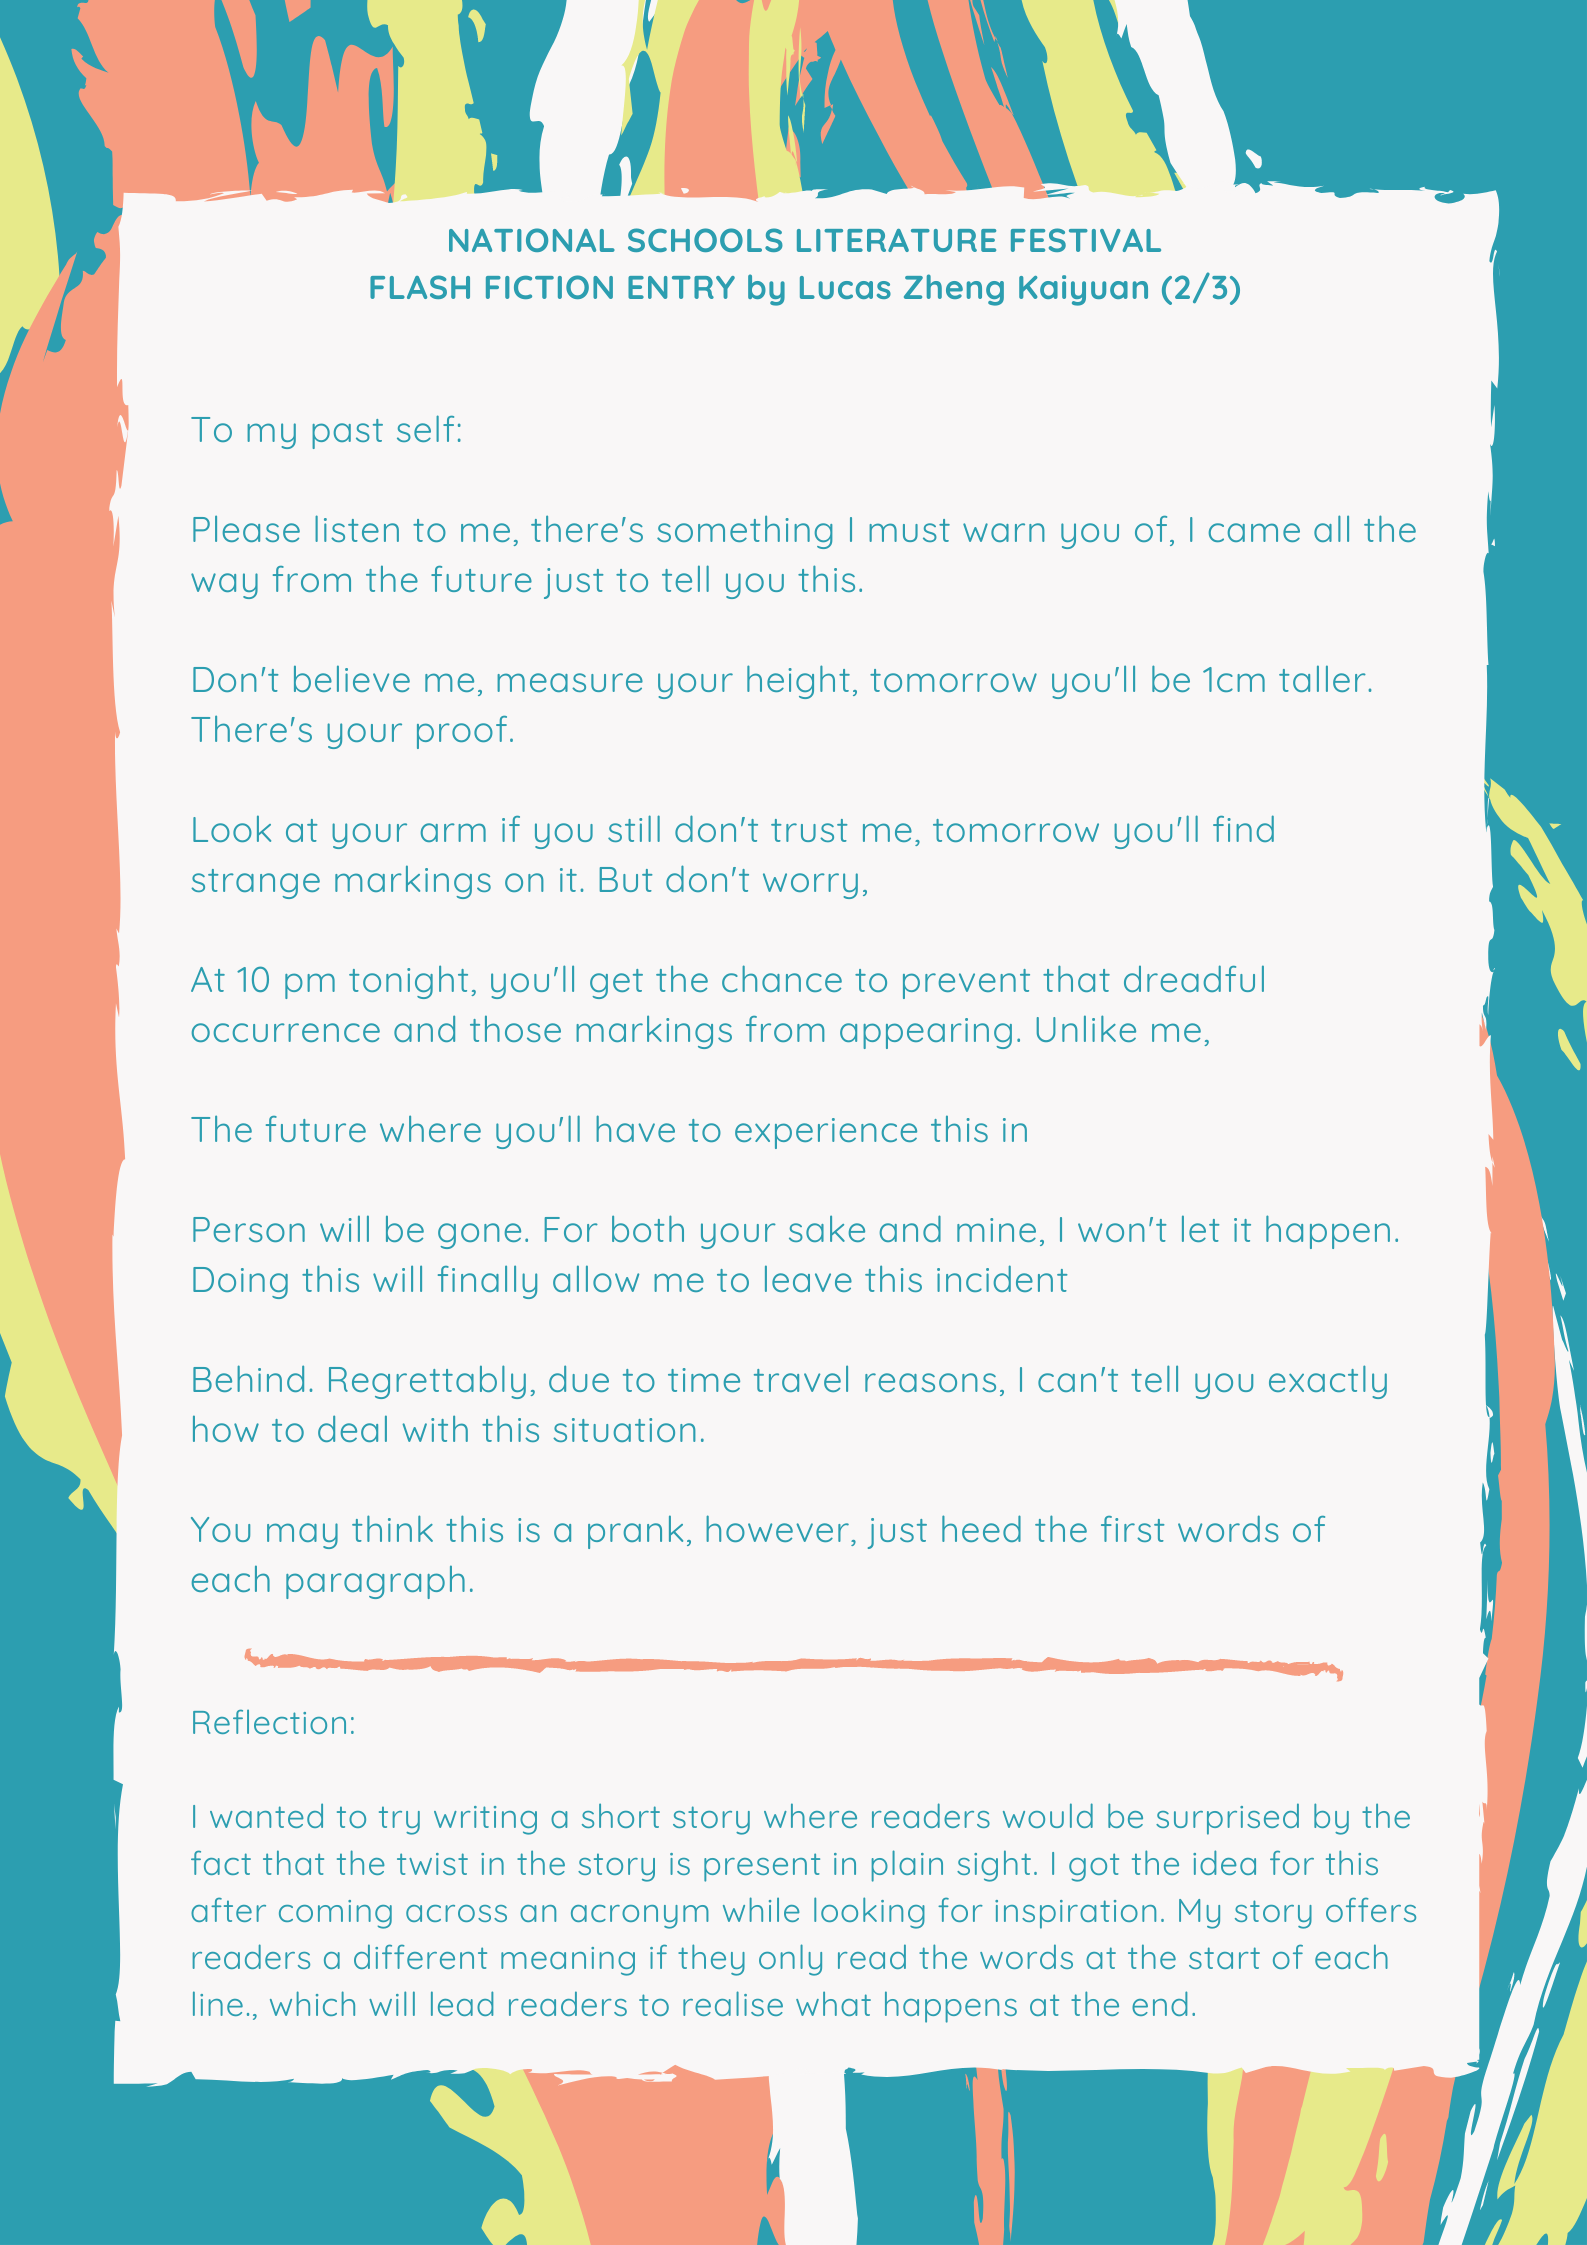 NATIONAL SCHOOLS LITERATURE FESTIVAL
FLASH FICTION ENTRY by Lucas Zheng Kaiyuan (2/3)
To my past self:
Please listen to me, there's something I must warn you of, I came all the
way from the future just to tell you this.
Don't believe me, measure your height, tomorrow you'll be 1cm taller.
There's your proof.
Look at your arm if you still don't trust me, tomorrow you'll find
strange markings on it. But don't worry,
At 10 pm tonight, you'll get the chance to prevent that dreadful
occurrence and those markings from appearing. Unlike me,
The future where you'll have to experience this in
Person will be gone. For both your sake and mine, I won't let it happen.
Doing this will finally allow me to leave this incident
Behind. Regrettably, due to time travel reasons, I can't tell you exactly
how to deal with this situation.
You may think this is a prank, however, just heed the first words of
each paragraph.
Reflection:
I wanted to try writing a short story where readers would be surprised by the
fact that the twist in the story is present in plain sight. I got the idea for this
after coming across an acronym while looking for inspiration. My story offers
readers a different meaning if they only read the words at the start of each
line., which will lead readers to realise what happens at the end.